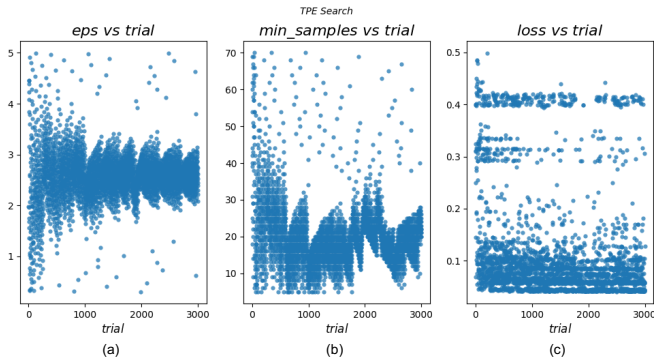 TPE Search
eps vs trial
min_samples vs trial
loss vs trial
5
4
3
2
1
0 1000 2000 3000
trial
70
60
50
40
30
20
10
0 1000 2000 3000
trial
0.5
0.4
0.3
0.2
0.1
0 1000 2000 3000
trial
(a)
(b)
(c)